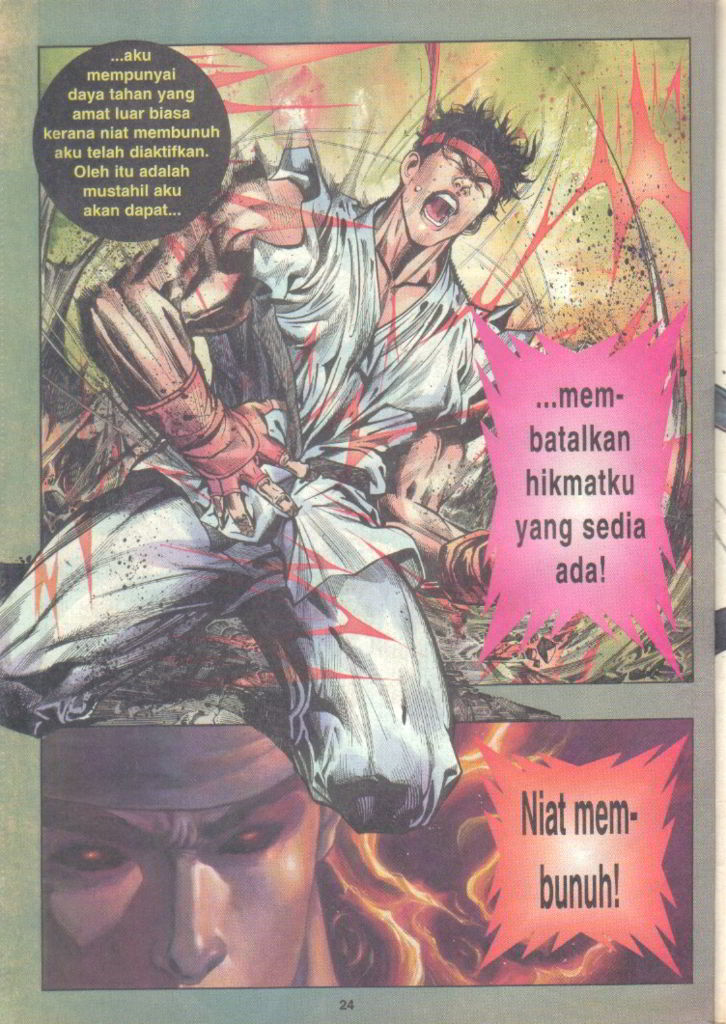 ...aku
mempunyai
daya tahan yang
amat luar biasa
kerana niat membunuh
aku telah diaktifkan.
Oleh itu adalah
mustahil aku
akan dapat...
...mem-
batalkan
hikmatku
yang sedia
ada!
Niat mem-
bunuh!
24